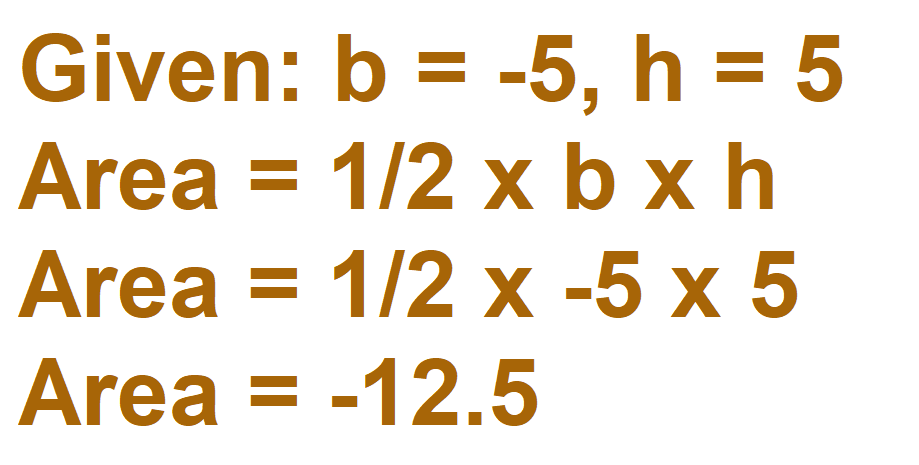 Given: b = -5, h = 5
Area = 1/2 x b x h
Area = 1/2 x -5 x 5
Area = -12.5